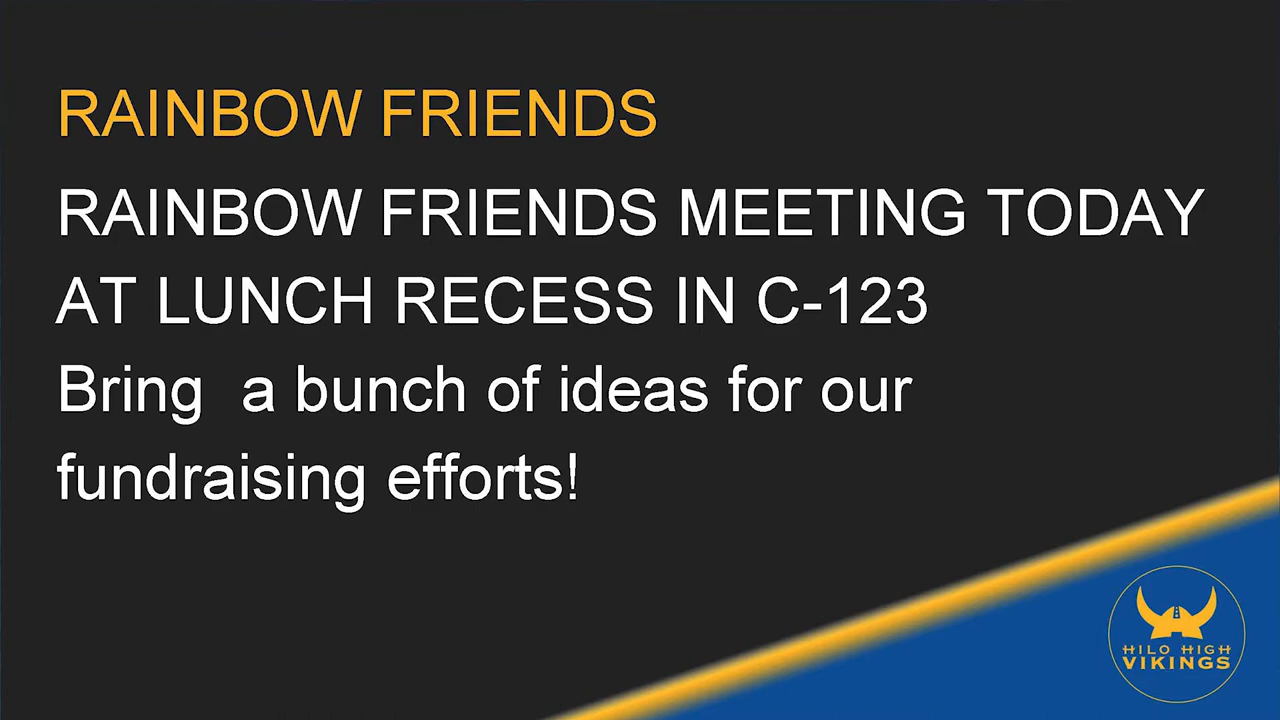 RAINBOW FRIENDS
RAINBOW FRIENDS MEETING TODAY
AT LUNCH RECESS IN C-123
Bring  a bunch of ideas for our
fundraising efforts!
HILO HIGH
VIKINGS